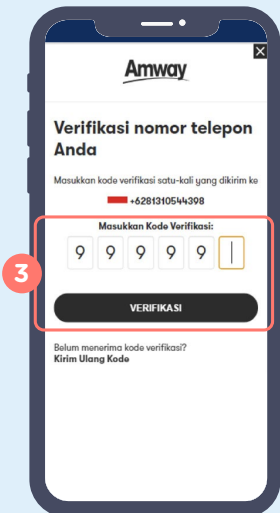 Amway
Verifikasi nomor telepon
Anda
Masukkan kode verifikasi satu-kali yang dikirim ke
+6281310544398
Masukkan Kode Verifikasi:
9 9 9 9 9
3
VERIFIKASI
Belum menerima kode verifikasi?
Kirim Ulang Kode